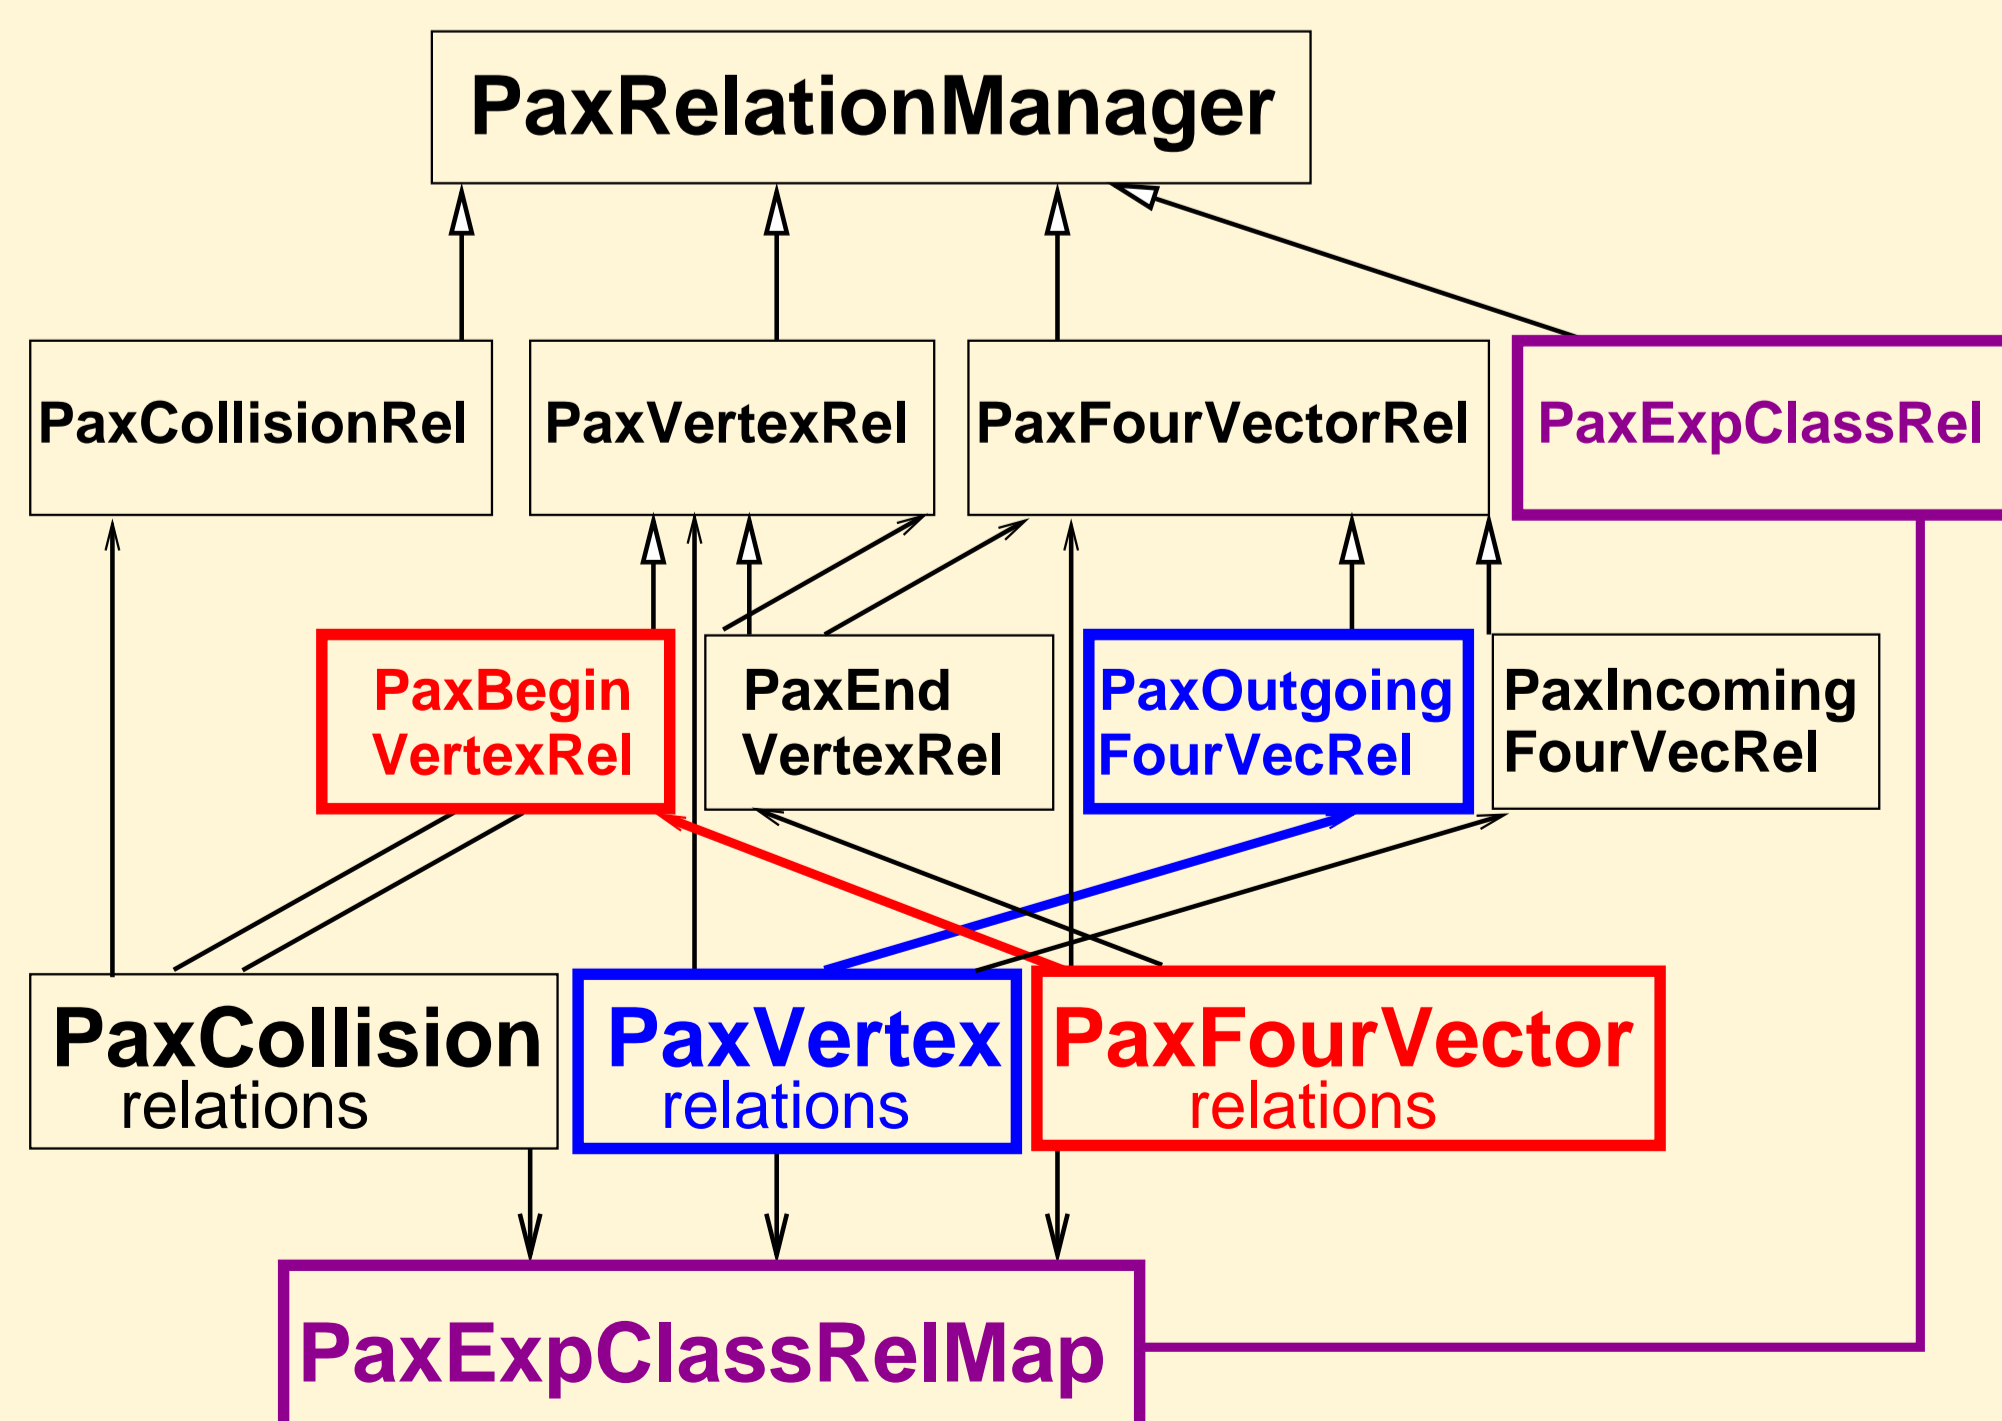 PaxRelationManager
PaxCollisionRel
PaxVertexRel
PaxFourVectorRel
PaxExpClassRel
PaxBegin
VertexRel
PaxEnd
VertexRel
PaxOutgoing
FourVecRel
PaxIncoming
FourVecRel
PaxCollision
relations
PaxVertex
relations
PaxFourVector
relations
PaxExpClassRelMap